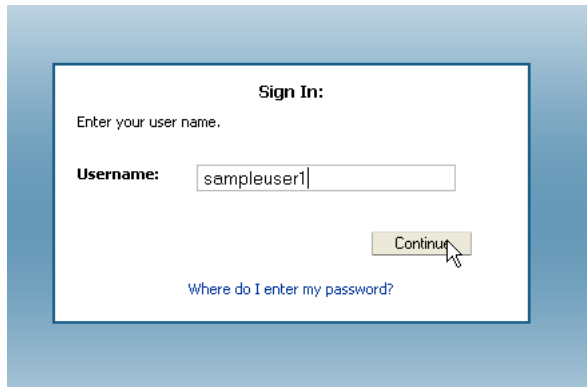 Sign In:
Enter your user name.
Username: sampleuser1
Continue
Where do I enter my password?